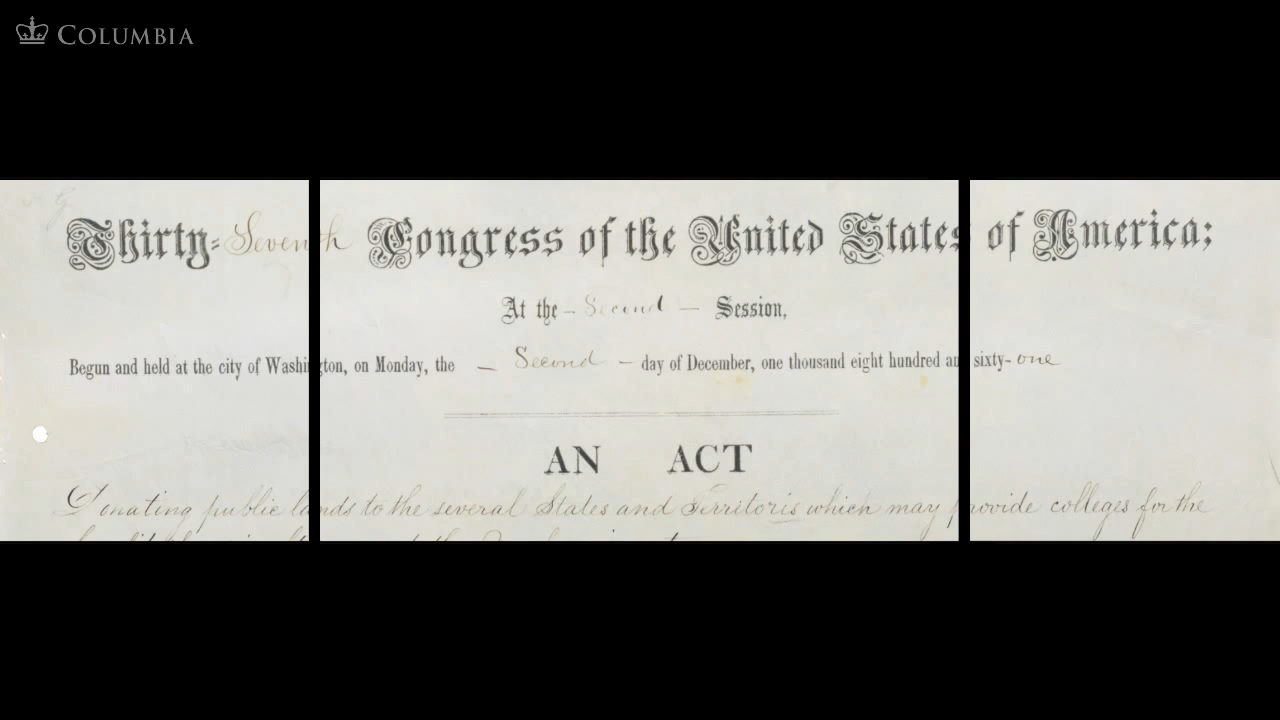 COLUMBIA
Thirty-Seventh Congress of the United States of America;
At the - Second - Session,
Begun and held at the city of Washington, on Monday, the - Second - day of December, one thousand eight hundred and sixty-one
AN ACT
Donating public lands to the several States and Territoris which may provide colleges for the